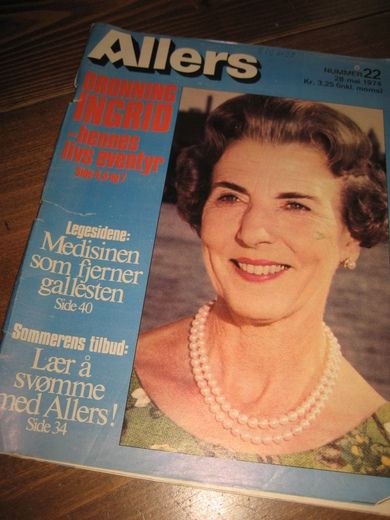 Allers
NUMMER 22
28. mai 1974
Kr. 3,25 (inkl. moms)
DRONNING
INGRID
-hennes
livs eventyr
Legesidene:
Medisinen
som fjerner
gallesten
Side 40
Sommerens tilbud:
Lær å
svømme
med Allers!
Side 34